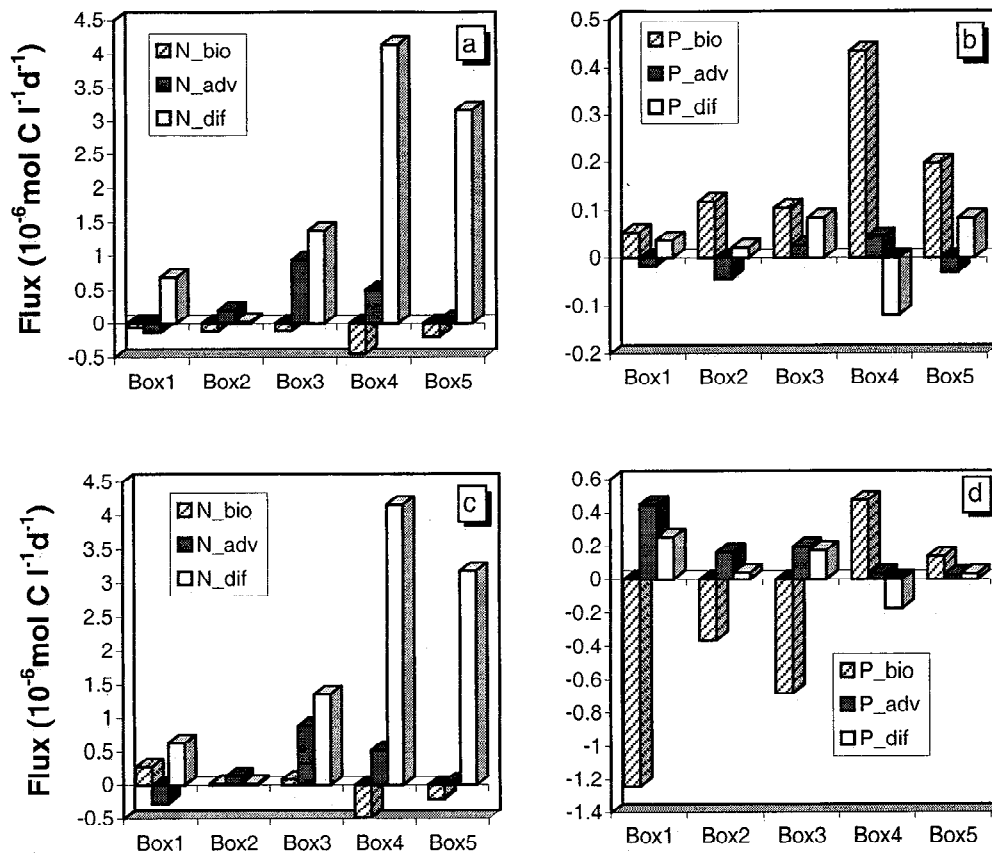 Flux (10⁻⁶mol C l⁻¹d⁻¹)
4.5
4
3.5
3
2.5
2
1.5
1
0.5
0
-0.5
N_bio
N_adv
N_dif
a
Box1 Box2 Box3 Box4 Box5
0.5
0.4
0.3
0.2
0.1
0
-0.1
-0.2
P_bio
P_adv
P_dif
b
Box1 Box2 Box3 Box4 Box5
Flux (10⁻⁶mol C l⁻¹d⁻¹)
4.5
4
3.5
3
2.5
2
1.5
1
0.5
0
-0.5
N_bio
N_adv
N_dif
c
Box1 Box2 Box3 Box4 Box5
0.6
0.4
0.2
0
-0.2
-0.4
-0.6
-0.8
-1
-1.2
-1.4
d
P_bio
P_adv
P_dif
Box1 Box2 Box3 Box4 Box5